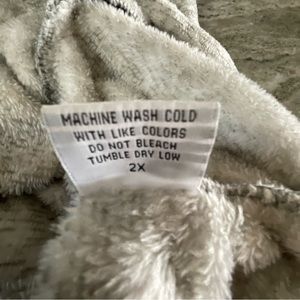 MACHINE WASH COLD
WITH LIKE COLORS
DO NOT BLEACH
TUMBLE DRY LOW
2X